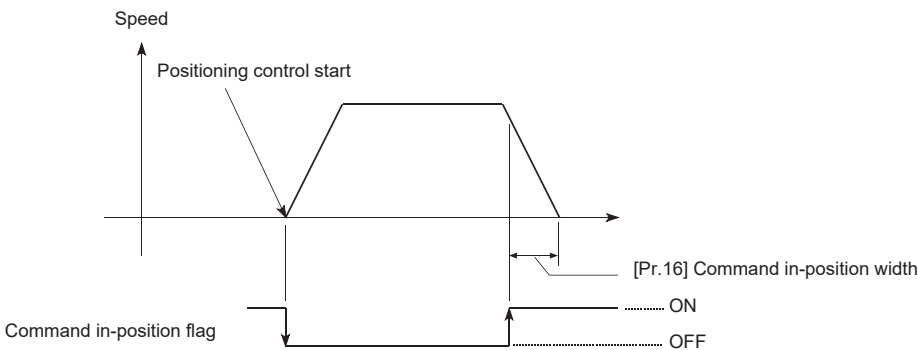 Speed
Positioning control start
[Pr.16] Command in-position width
ON
Command in-position flag
OFF